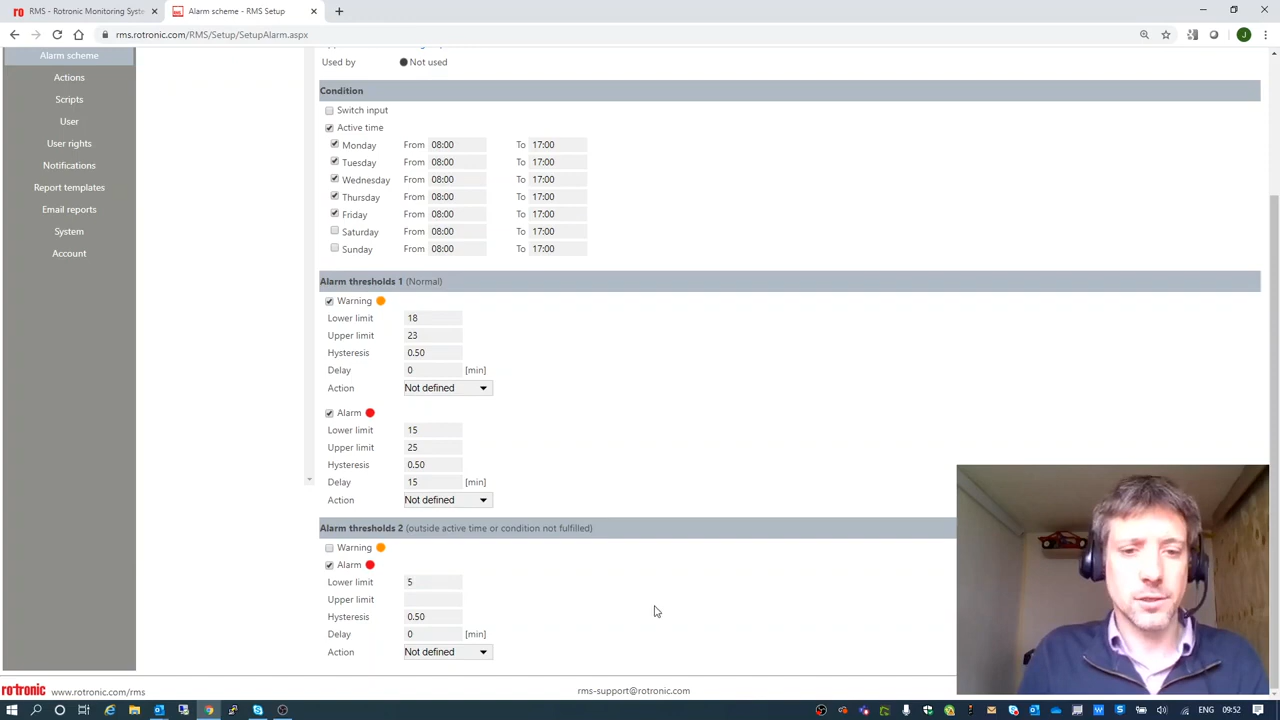 RMS - Rotronic Monitoring Syste
Alarm scheme - RMS Setup
rms.rotronic.com/RMS/Setup/SetupAlarm.aspx
J
Alarm scheme
Actions
Scripts
User
User rights
Notifications
Report templates
Email reports
System
Account
Used by Not used
Condition
Switch input
Active time
Monday From 08:00 To 17:00
Tuesday From 08:00 To 17:00
Wednesday From 08:00 To 17:00
Thursday From 08:00 To 17:00
Friday From 08:00 To 17:00
Saturday From 08:00 To 17:00
Sunday From 08:00 To 17:00
Alarm thresholds 1 (Normal)
Warning
Lower limit 18
Upper limit 23
Hysteresis 0.50
Delay 0 [min]
Action Not defined
Alarm
Lower limit 15
Upper limit 25
Hysteresis 0.50
Delay 15 [min]
Action Not defined
Alarm thresholds 2 (outside active time or condition not fulfilled)
Warning
Alarm
Lower limit 5
Upper limit
Hysteresis 0.50
Delay 0 [min]
Action Not defined
rotronic www.rotronic.com/rms
rms-support@rotronic.com
ENG 09:52